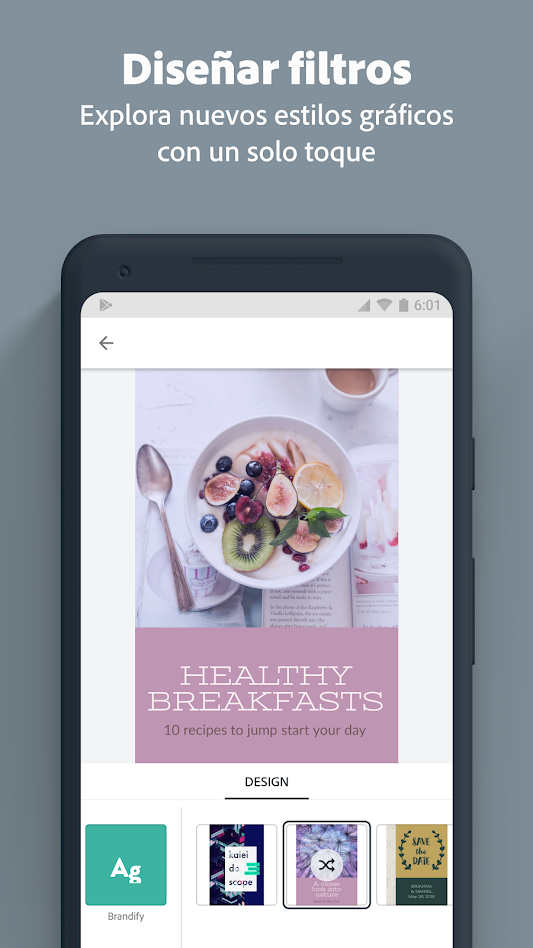 Diseñar filtros
Explora nuevos estilos gráficos
con un solo toque
6:01
HEALTHY
BREAKFASTS
10 recipes to jump start your day
DESIGN
Ag
Brandify
kalei
do
scope
A closer
look into
nature
SAVE
the
DATE
BREANNA
& DANIEL